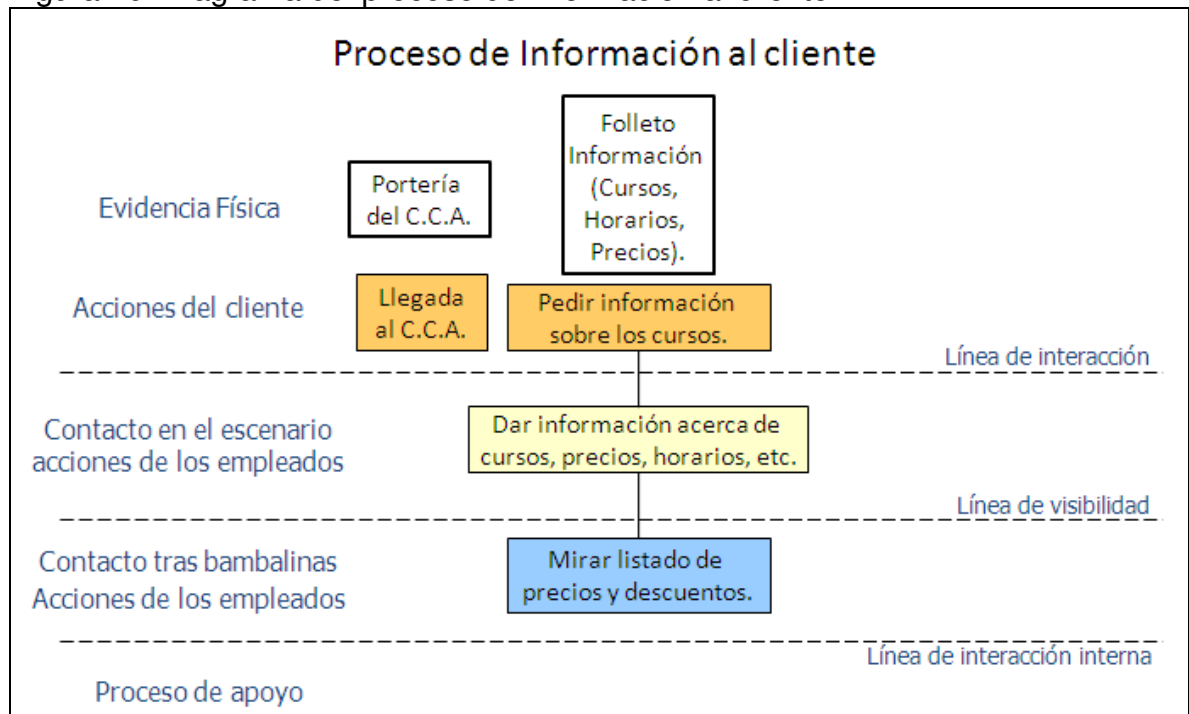 Proceso de Información al cliente
Folleto
Información
(Cursos,
Horarios,
Precios).
Portería
del C.C.A.
Evidencia Física
Acciones del cliente
Llegada
al C.C.A.
Pedir información
sobre los cursos.
Línea de interacción
Contacto en el escenario
acciones de los empleados
Dar información acerca de
cursos, precios, horarios, etc.
Línea de visibilidad
Contacto tras bambalinas
Acciones de los empleados
Mirar listado de
precios y descuentos.
Línea de interacción interna
Proceso de apoyo